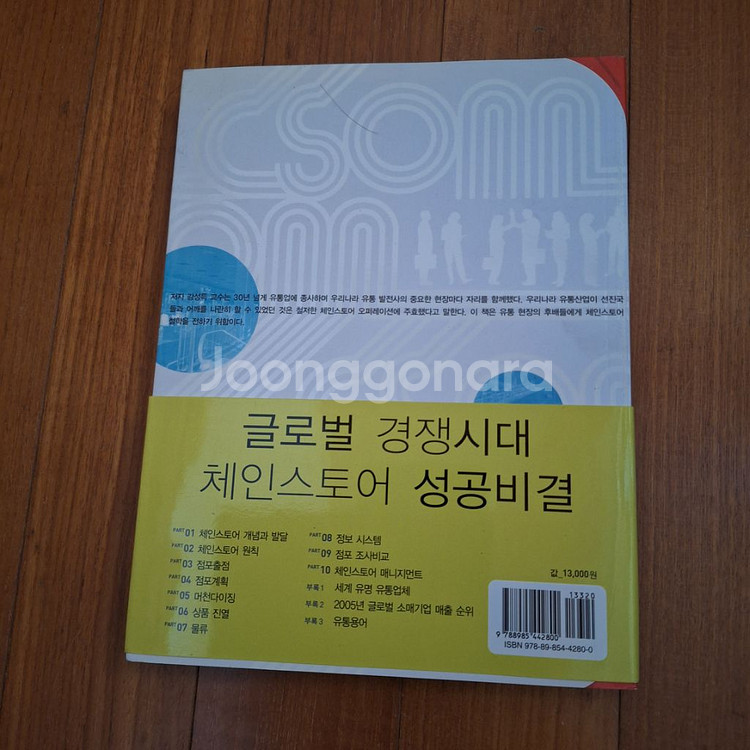 CSOM
om
저자 강성득 교수는 30년 넘게 유통업에 종사하며 우리나라 유통 발전사의 중요한 현장마다 자리를 함께했다. 우리나라 유통산업이 선진국
들과 어깨를 나란히 할 수 있었던 것은 철저한 체인스토어 오퍼레이션에 주효했다고 말한다. 이 책은 유통 현장의 후배들에게 체인스토어
철학을 전하기 위함이다.
Joonggonara
글로벌 경쟁시대
체인스토어 성공비결
PART 01 체인스토어 개념과 발달
PART 02 체인스토어 원칙
PART 03 점포출점
PART 04 점포계획
PART 05 머천다이징
PART 06 상품 진열
PART 07 물류
PART 08 정보 시스템
PART 09 점포 조사비교
PART 10 체인스토어 매니지먼트
부록 1 세계 유명 유통업체
부록 2 2005년 글로벌 소매기업 매출 순위
부록 3 유통용어
값_13,000원
13320
9 788985 442800
ISBN 978-89-854-4280-0